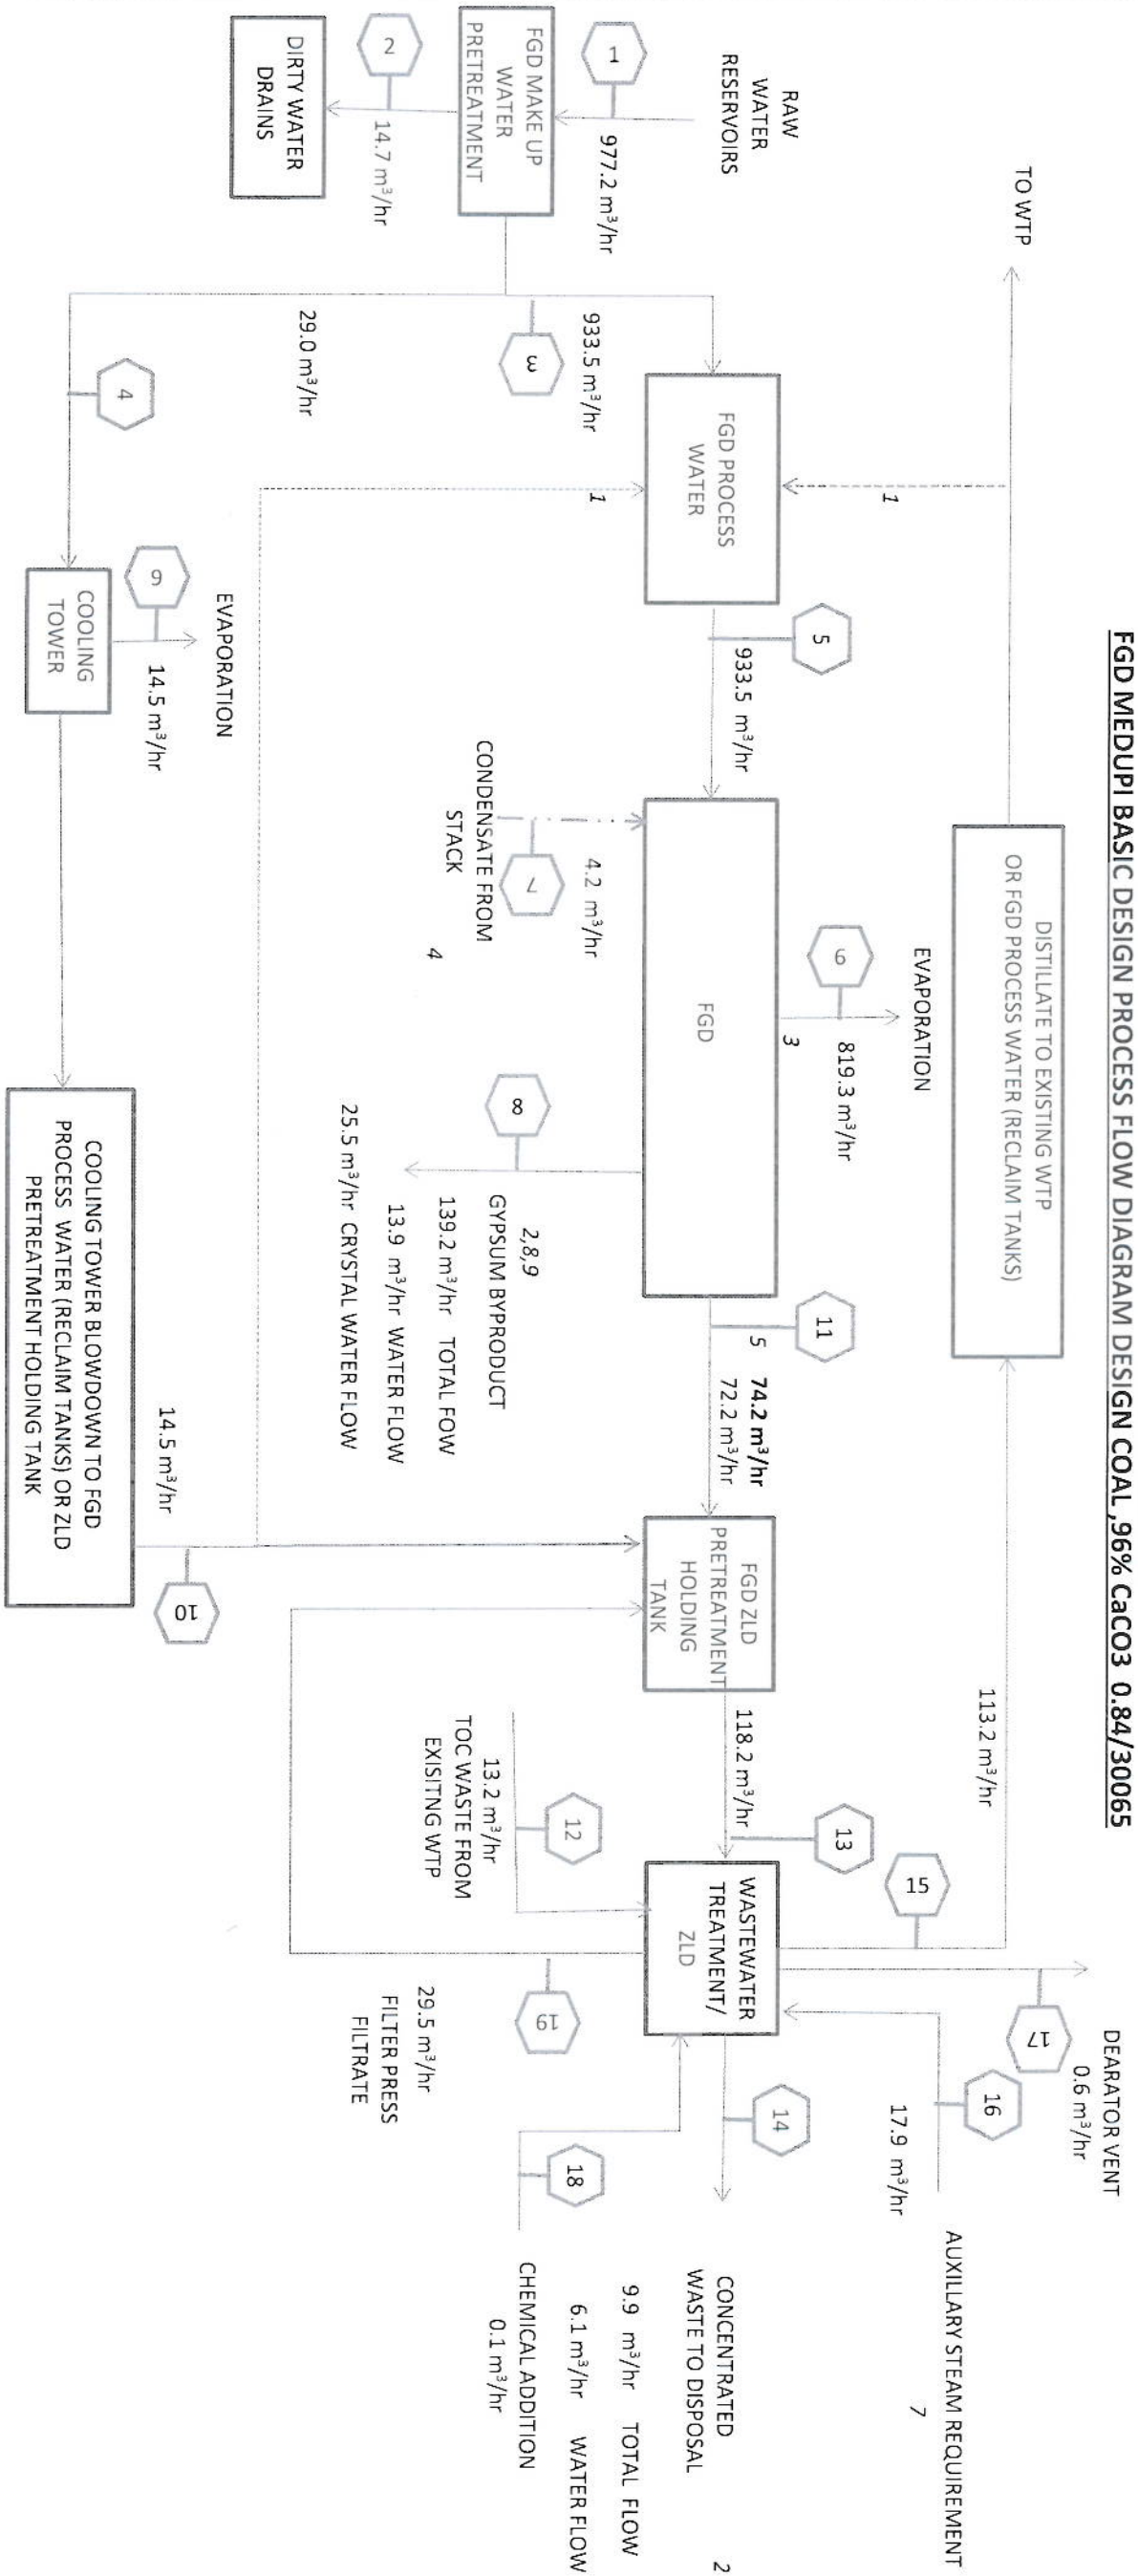 FGD MEDUPI BASIC DESIGN PROCESS FLOW DIAGRAM DESIGN COAL ,96% CaCO3 0.84/30065
TO WTP
DISTILLATE TO EXISTING WTP
OR FGD PROCESS WATER (RECLAIM TANKS)
113.2 m³/hr
15
DEARATOR VENT
0.6 m³/hr
17
AUXILLARY STEAM REQUIREMENT
7
16
17.9 m³/hr
RAW
WATER
RESERVOIRS
1
977.2 m³/hr
FGD MAKE UP
WATER
PRETREATMENT
2
14.7 m³/hr
DIRTY WATER
DRAINS
3
933.5 m³/hr
29.0 m³/hr
4
FGD PROCESS
WATER
1
1
5
933.5 m³/hr
EVAPORATION
6
819.3 m³/hr
3
FGD
4.2 m³/hr
7
CONDENSATE FROM
STACK
4
8
2,8,9
GYPSUM BYPRODUCT
139.2 m³/hr TOTAL FOW
13.9 m³/hr WATER FLOW
25.5 m³/hr CRYSTAL WATER FLOW
11
5
74.2 m³/hr
72.2 m³/hr
FGD ZLD
PRETREATMENT
HOLDING
TANK
118.2 m³/hr
13
WASTEWATER
TREATMENT/
ZLD
12
13.2 m³/hr
TOC WASTE FROM
EXISITNG WTP
14
CONCENTRATED
WASTE TO DISPOSAL
2
9.9 m³/hr TOTAL FLOW
6.1 m³/hr WATER FLOW
18
CHEMICAL ADDITION
0.1 m³/hr
19
29.5 m³/hr
FILTER PRESS
FILTRATE
EVAPORATION
9
14.5 m³/hr
COOLING
TOWER
14.5 m³/hr
10
COOLING TOWER BLOWDOWN TO FGD
PROCESS WATER (RECLAIM TANKS) OR ZLD
PRETREATMENT HOLDING TANK